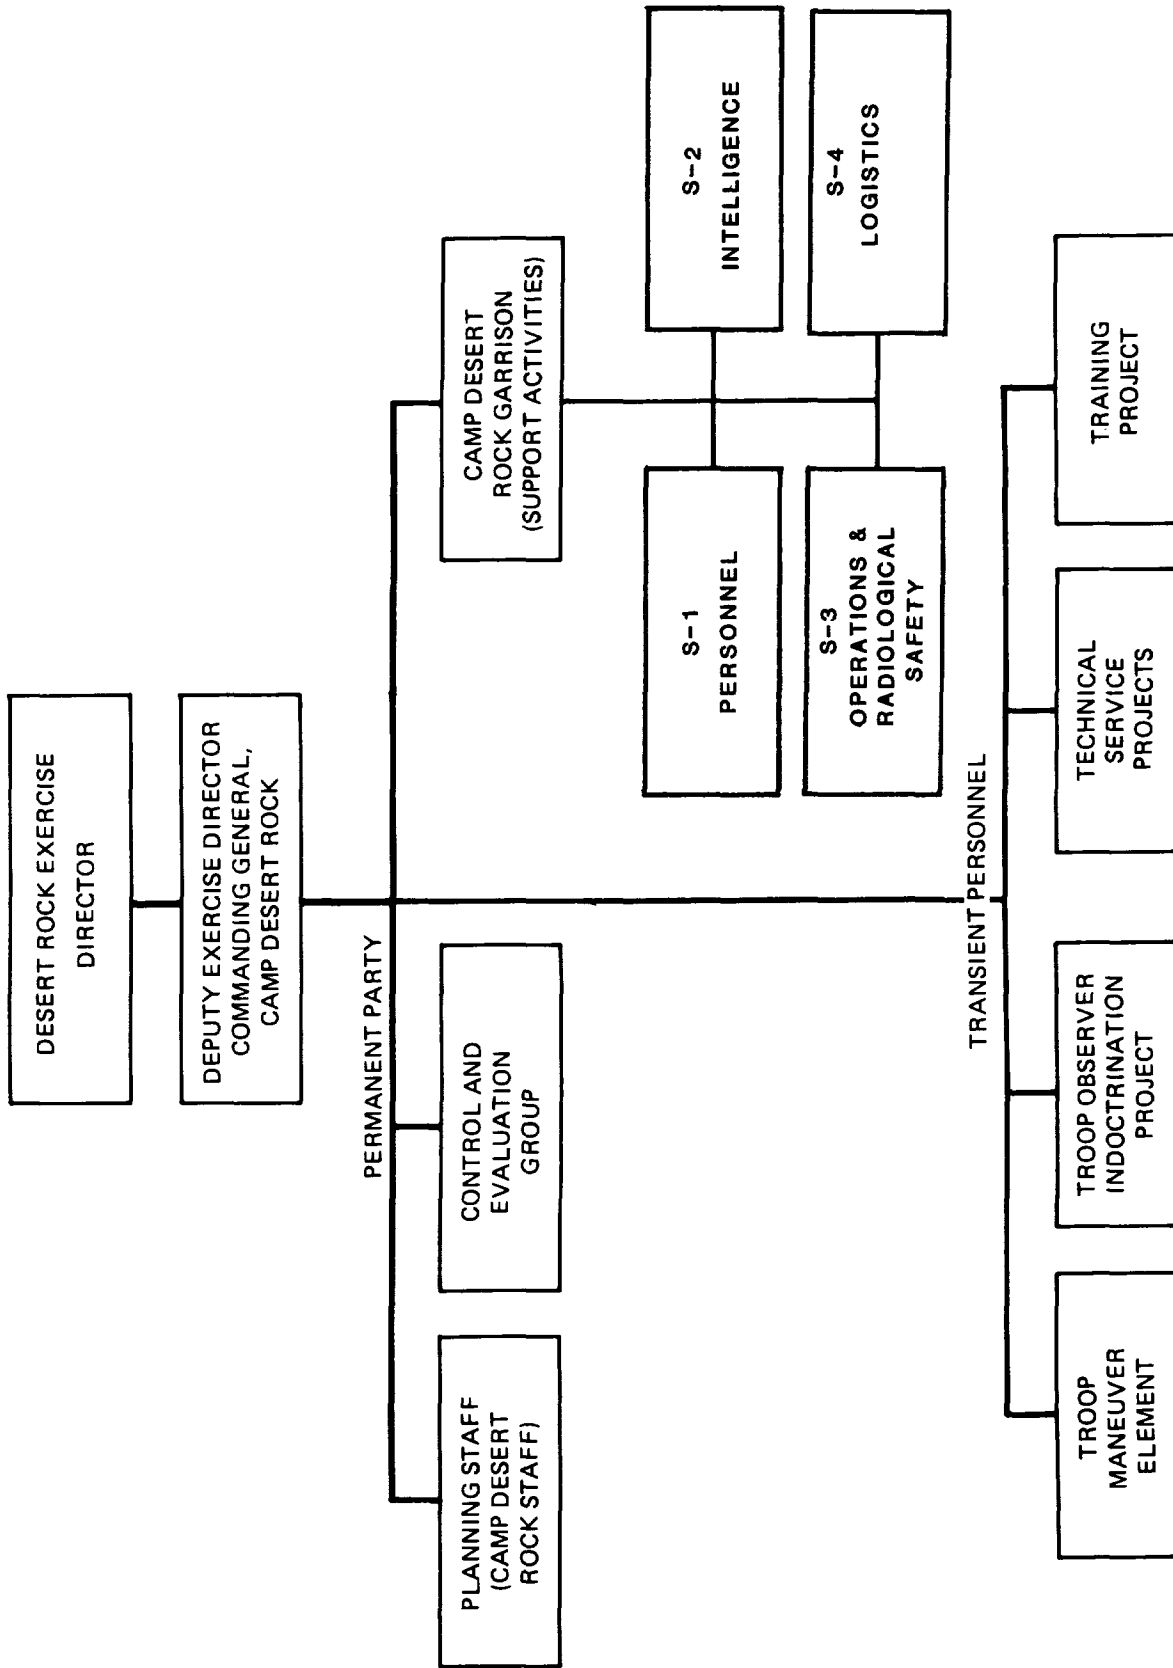 DESERT ROCK EXERCISE
DIRECTOR
DEPUTY EXERCISE DIRECTOR
COMMANDING GENERAL,
CAMP DESERT ROCK
PERMANENT PARTY
PLANNING STAFF
(CAMP DESERT
ROCK STAFF)
CONTROL AND
EVALUATION
GROUP
CAMP DESERT
ROCK GARRISON
(SUPPORT ACTIVITIES)
S-1
PERSONNEL
S-2
INTELLIGENCE
S-3
OPERATIONS &
RADIOLOGICAL
SAFETY
S-4
LOGISTICS
TRANSIENT PERSONNEL
TROOP
MANEUVER
ELEMENT
TROOP OBSERVER
INDOCTRINATION
PROJECT
TECHNICAL
SERVICE
PROJECTS
TRAINING
PROJECT